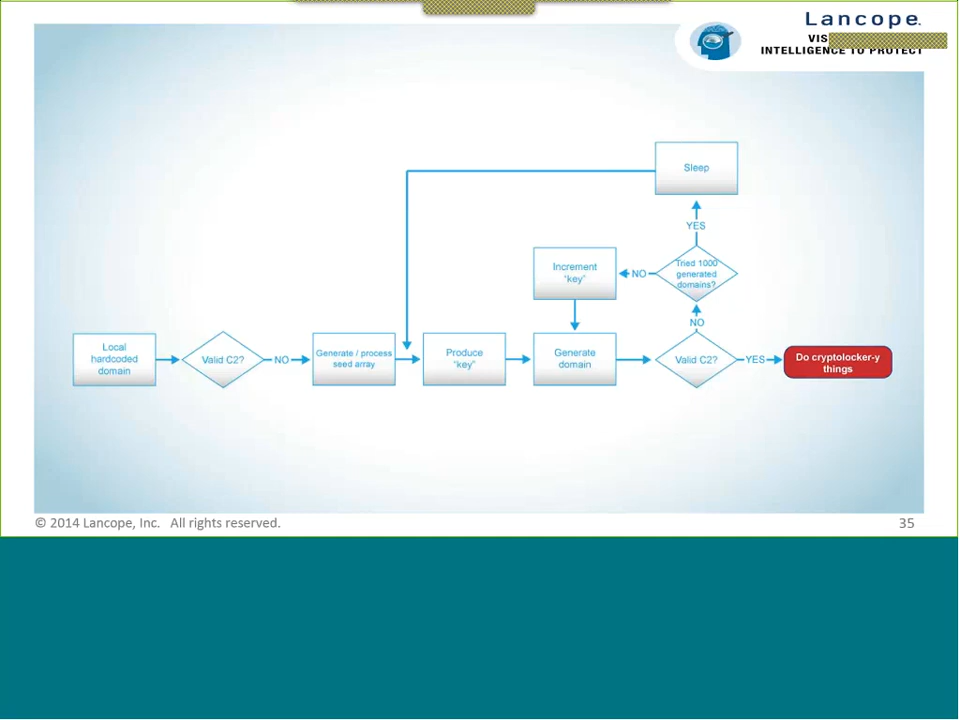 Lancope.
INTELLIGENCE TO PROTECT
Sleep
YES
Increment
"key"
NO
Tried 1000
generated
domains?
NO
Local
hardcoded
domain
Valid C2?
NO
Generate / process
seed array
Produce
"key"
Generate
domain
Valid C2?
YES
Do cryptolocker-y
things
© 2014 Lancope, Inc.   All rights reserved.
35